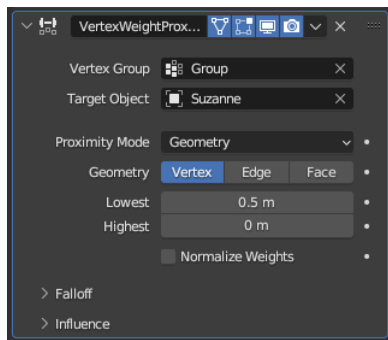 VertexWeightProx...
Vertex Group Group
Target Object Suzanne
Proximity Mode Geometry
Geometry Vertex Edge Face
Lowest 0.5 m
Highest 0 m
Normalize Weights
Falloff
Influence